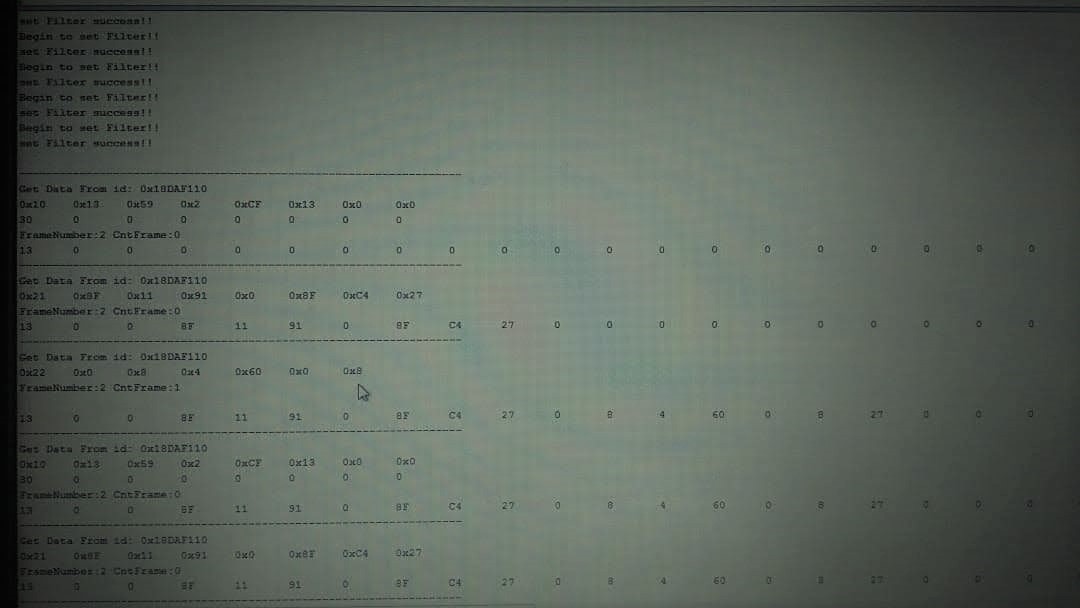 set Filter success!!
Begin to set Filter!!
set Filter success!!
Begin to set Filter!!
set Filter success!!
Begin to set Filter!!
set Filter success!!
Begin to set Filter!!
set Filter success!!
Get Data From id: 0x18DAF110
0x10 0x13 0x59 0x2 0xCF 0x13 0x0 0x0
30 0 0 0 0 0 0 0
FrameNumber:2 CntFrame:0
13 0 0 0 0 0 0 0 0 0 0 0 0 0 0 0 0 0 0 0
Get Data From id: 0x18DAF110
0x21 0x8F 0x11 0x91 0x0 0x8F 0xC4 0x27
FrameNumber:2 CntFrame:0
13 0 0 8F 11 91 0 8F C4 27 0 0 0 0 0 0 0 0 0 0
Get Data From id: 0x18DAF110
0x22 0x0 0x8 0x4 0x60 0x0 0x8
FrameNumber:2 CntFrame:1
13 0 0 8F 11 91 0 8F C4 27 0 8 4 60 0 8 27 0 0 0
Get Data From id: 0x18DAF110
0x10 0x13 0x59 0x2 0xCF 0x13 0x0 0x0
30 0 0 0 0 0 0 0
FrameNumber:2 CntFrame:0
13 0 0 8F 11 91 0 8F C4 27 0 8 4 60 0 8 27 0 0 0
Get Data From id: 0x18DAF110
0x21 0x8F 0x11 0x91 0x0 0x8F 0xC4 0x27
FrameNumber:2 CntFrame:0
13 0 0 8F 11 91 0 8F C4 27 0 8 4 60 0 8 27 0 0 0